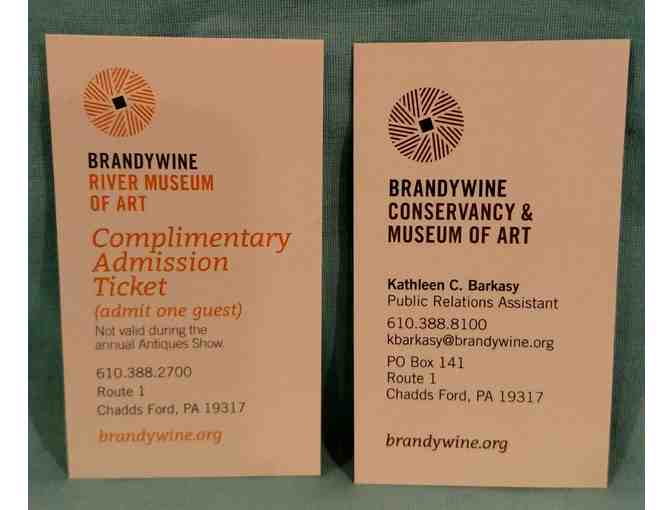 BRANDYWINE
RIVER MUSEUM
OF ART
Complimentary
Admission
Ticket
(admit one guest)
Not valid during the
annual Antiques Show.
610.388.2700
Route 1
Chadds Ford, PA 19317
brandywine.org
BRANDYWINE
CONSERVANCY &
MUSEUM OF ART
Kathleen C. Barkasy
Public Relations Assistant
610.388.8100
kbarkasy@brandywine.org
PO Box 141
Route 1
Chadds Ford, PA 19317
brandywine.org